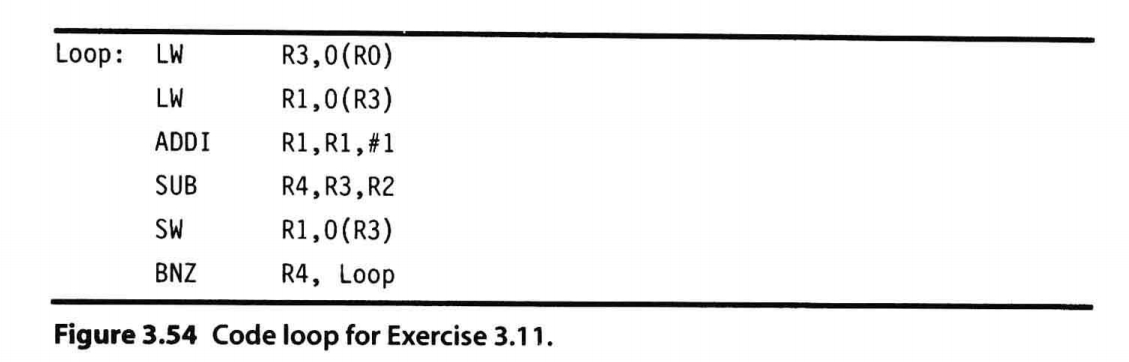 Loop: LW R3,0(R0)
LW R1,0(R3)
ADDI R1,R1,#1
SUB R4,R3,R2
SW R1,0(R3)
BNZ R4, Loop
Figure 3.54 Code loop for Exercise 3.11.